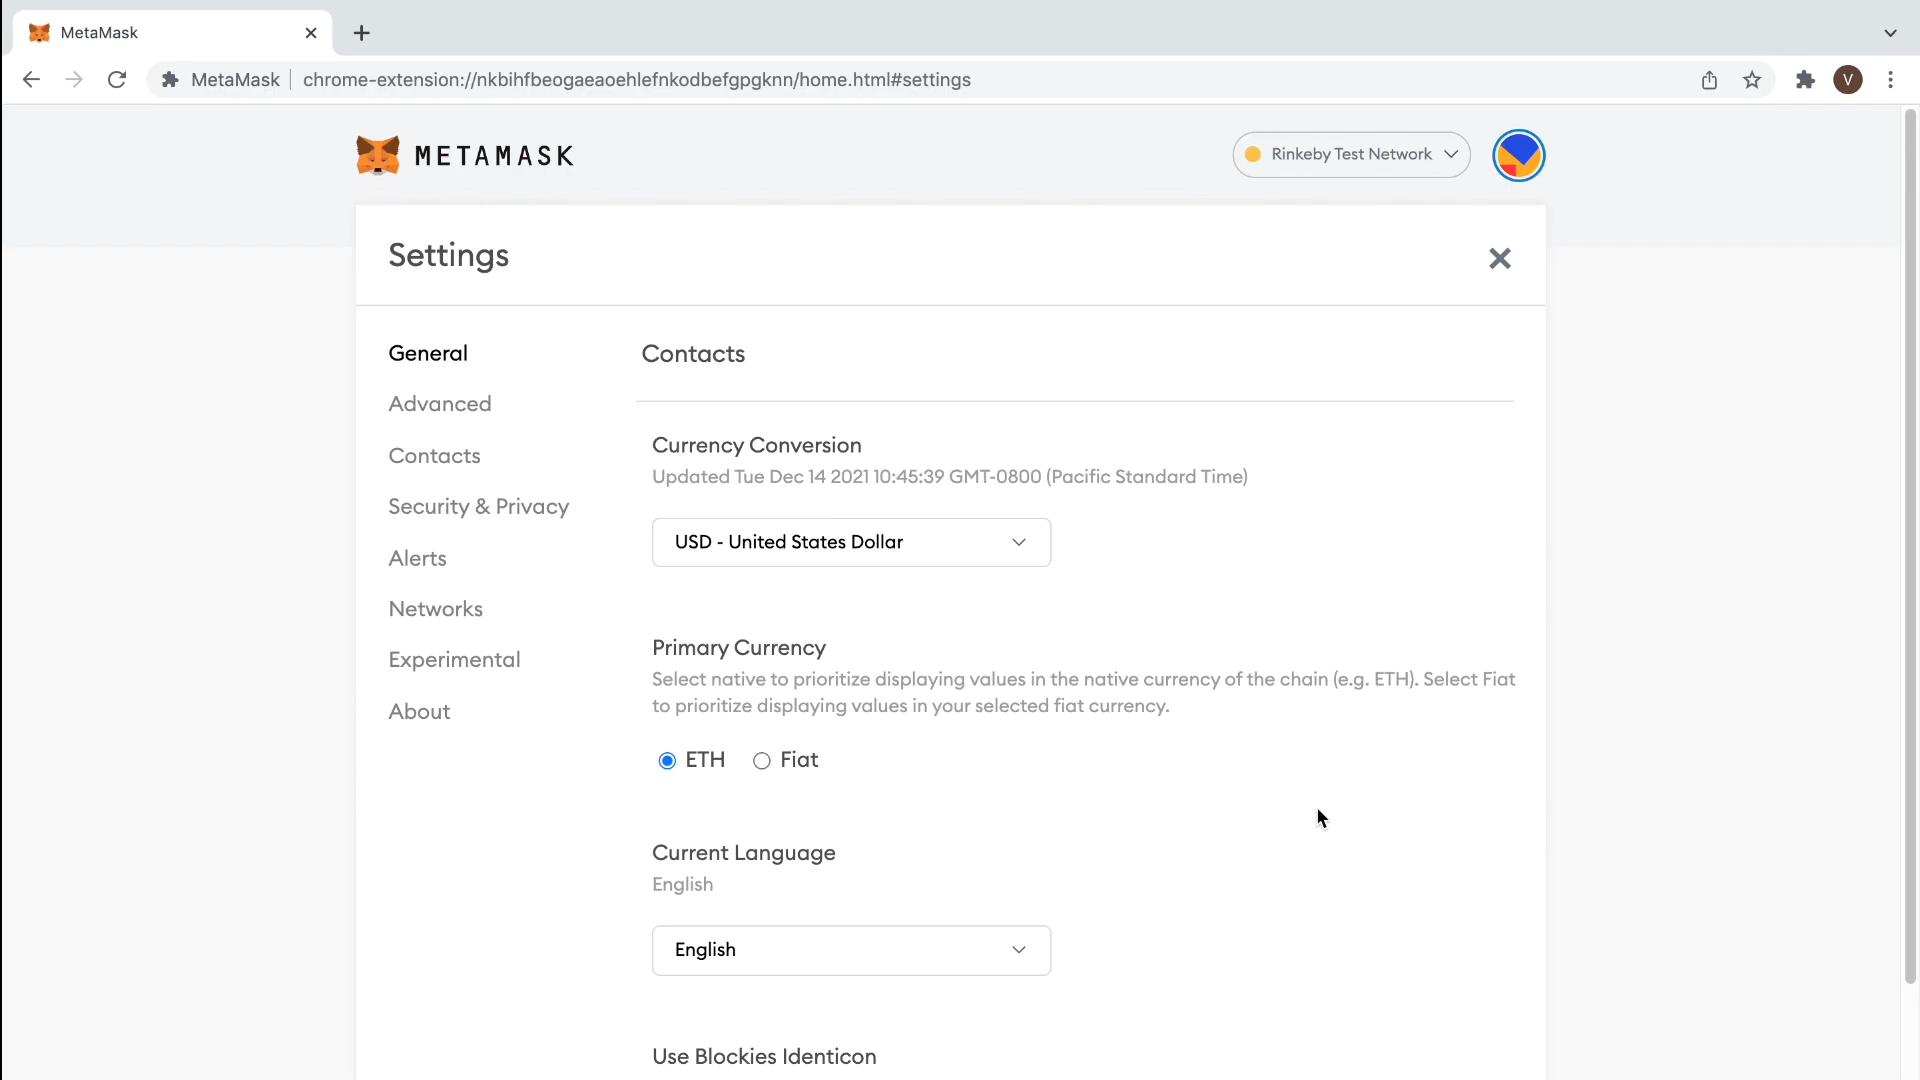 MetaMask
MetaMask chrome-extension://nkbihfbeogaeaoehlefnkodbefgpgknn/home.html#settings
V
METAMASK
Rinkeby Test Network
Settings
General
Advanced
Contacts
Security & Privacy
Alerts
Networks
Experimental
About
Contacts
Currency Conversion
Updated Tue Dec 14 2021 10:45:39 GMT-0800 (Pacific Standard Time)
USD - United States Dollar
Primary Currency
Select native to prioritize displaying values in the native currency of the chain (e.g. ETH). Select Fiat
to prioritize displaying values in your selected fiat currency.
ETH Fiat
Current Language
English
English
Use Blockies Identicon